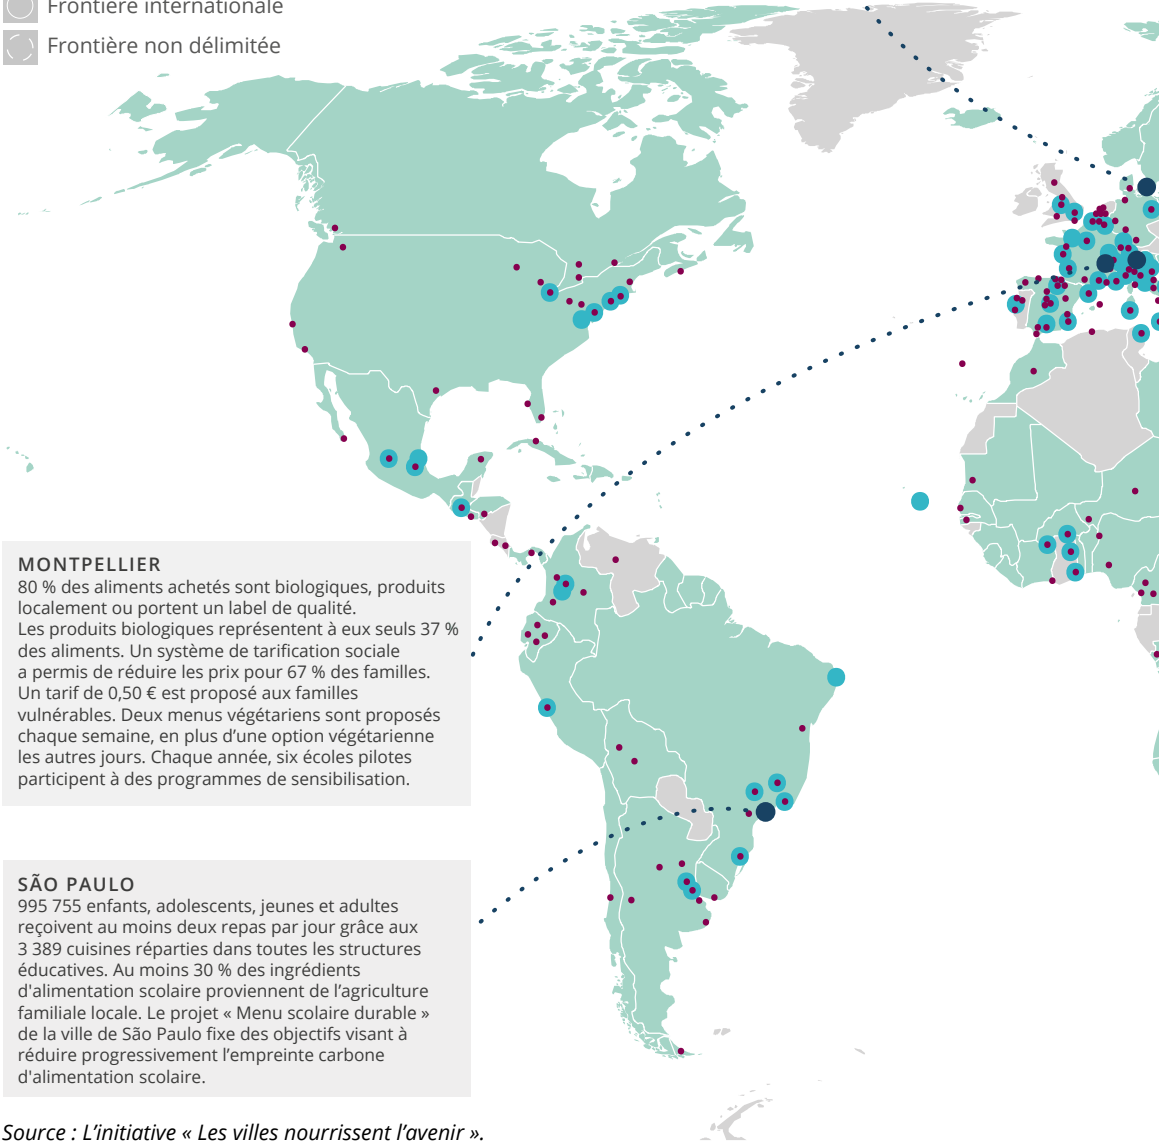 Frontière internationale
Frontière non délimitée
MONTPELLIER
80 % des aliments achetés sont biologiques, produits
localement ou portent un label de qualité.
Les produits biologiques représentent à eux seuls 37 %
des aliments. Un système de tarification sociale
a permis de réduire les prix pour 67 % des familles.
Un tarif de 0,50 € est proposé aux familles
vulnérables. Deux menus végétariens sont proposés
chaque semaine, en plus d’une option végétarienne
les autres jours. Chaque année, six écoles pilotes
participent à des programmes de sensibilisation.
SÃO PAULO
995 755 enfants, adolescents, jeunes et adultes
reçoivent au moins deux repas par jour grâce aux
3 389 cuisines réparties dans toutes les structures
éducatives. Au moins 30 % des ingrédients
d'alimentation scolaire proviennent de l’agriculture
familiale locale. Le projet « Menu scolaire durable »
de la ville de São Paulo fixe des objectifs visant à
réduire progressivement l’empreinte carbone
d'alimentation scolaire.
Source : L’initiative « Les villes nourrissent l’avenir ».